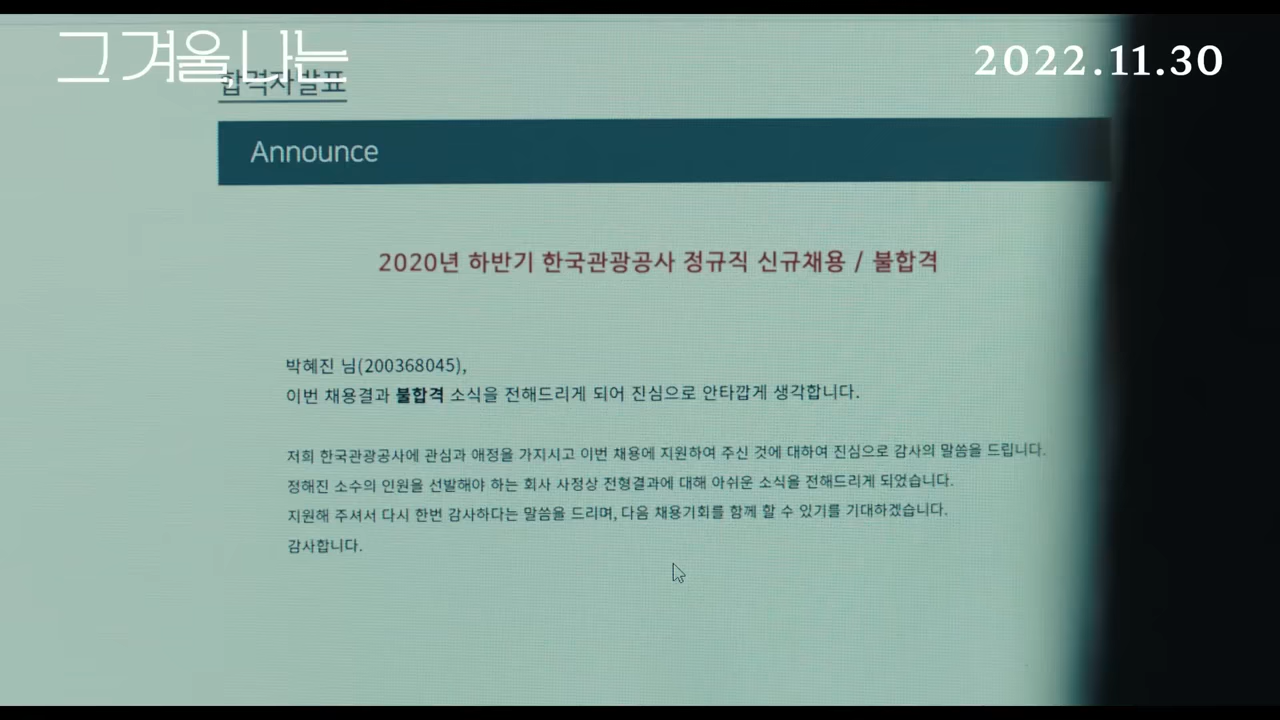 그 겨울, 나는
2022.11.30
합격자발표
Announce
2020년 하반기 한국관광공사 정규직 신규채용 / 불합격
박혜진 님(200368045),
이번 채용결과 불합격 소식을 전해드리게 되어 진심으로 안타깝게 생각합니다.
저희 한국관광공사에 관심과 애정을 가지시고 이번 채용에 지원하여 주신 것에 대하여 진심으로 감사의 말씀을 드립니다.
정해진 소수의 인원을 선발해야 하는 회사 사정상 전형결과에 대해 아쉬운 소식을 전해드리게 되었습니다.
지원해 주셔서 다시 한번 감사하다는 말씀을 드리며, 다음 채용기회를 함께 할 수 있기를 기대하겠습니다.
감사합니다.